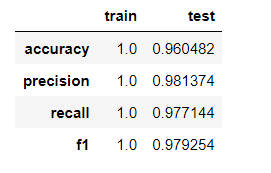 train test
accuracy 1.0 0.960482
precision 1.0 0.981374
recall 1.0 0.977144
f1 1.0 0.979254